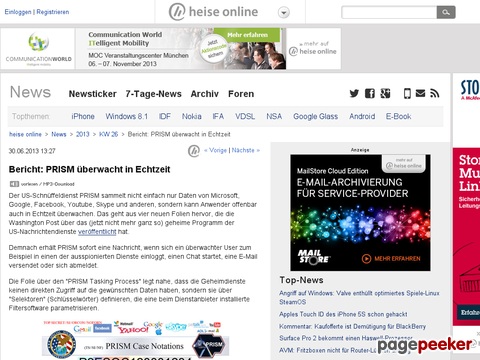 Einloggen | Registrieren
heise online
COMMUNICATIONWORLD
Communication World
ITelligent Mobility
MOC Veranstaltungscenter München
06. – 07. November 2013
Jetzt
Aktionscode
sichern!
mehr auf
heise online
News
Newsticker 7-Tage-News Archiv Foren
Topthemen: iPhone Windows 8.1 IDF Nokia IFA VDSL NSA Google Android E-Book
heise online > News > 2013 > KW 26 > Bericht: PRISM überwacht in Echtzeit
30.06.2013 13:27
« Vorige | Nächste »
Bericht: PRISM überwacht in Echtzeit
vorlesen / MP3-Download
Der US-Schnüffeldienst PRISM sammelt nicht einfach nur Daten von Microsoft,
Google, Facebook, Youtube, Skype und anderen, sondern kann Anwender offenbar
auch in Echtzeit überwachen. Das geht aus vier neuen Folien hervor, die die
Washington Post über das (jetzt nicht mehr ganz so) geheime Programm der
US-Nachrichtendienste veröffentlicht hat.
Demnach erhält PRISM sofort eine Nachricht, wenn sich ein überwachter User zum
Beispiel in einen der ausspionierten Dienste einloggt, einen Chat startet, eine E-Mail
versendet oder sich abmeldet.
Die Folie über den "PRISM Tasking Process" legt nahe, dass die Geheimdienste
keinen direkten Zugriff auf die gewünschten Daten haben, sondern sie über
"Selektoren" (Schlüsselwörter) definieren, die eine beim Dienstanbieter installierte
Filtersoftware parametrisieren.
PRISM Case Notations
Anzeige
MailStore Cloud Edition
E-MAIL-ARCHIVIERUNG
FÜR SERVICE-PROVIDER
MAILSTORE
MEHR ERFAHREN
Top-News
Angriff auf Windows: Valve enthüllt optimiertes Spiele-Linux
SteamOS
Apples Touch ID des iPhone 5S schon gehackt
Kommentar: Kaufofferte ist Demütigung für BlackBerry
Surface Pro 2 bekommt einen Haswell-Prozessor
AVM: Fritzboxen nicht für Router-L
pagepeeker